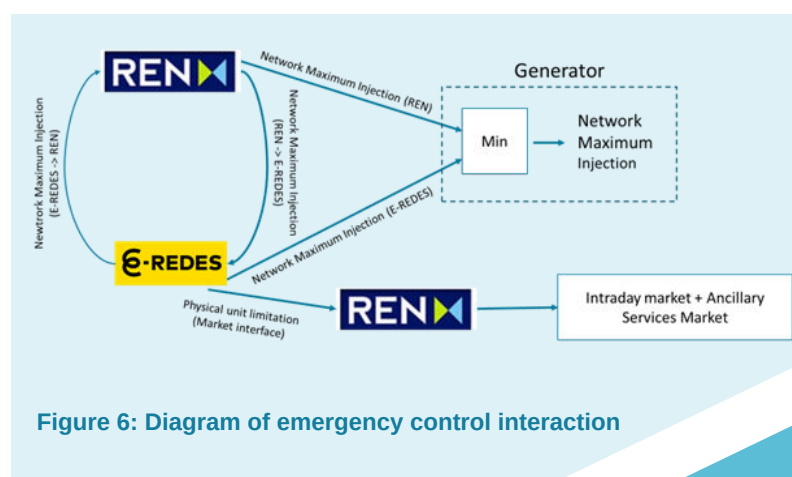 REN
Network Maximum Injection (REN)
Generator
Min
Network
Maximum
Injection
Newtrork Maximum Injection
(E-REDES -> REN)
Network Maximum Injection
(REN -> E-REDES)
Network Maximum Injection (E-REDES)
E-REDES
Physical unit limitation
(Market interface)
REN
Intraday market + Ancillary
Services Market
Figure 6: Diagram of emergency control interaction